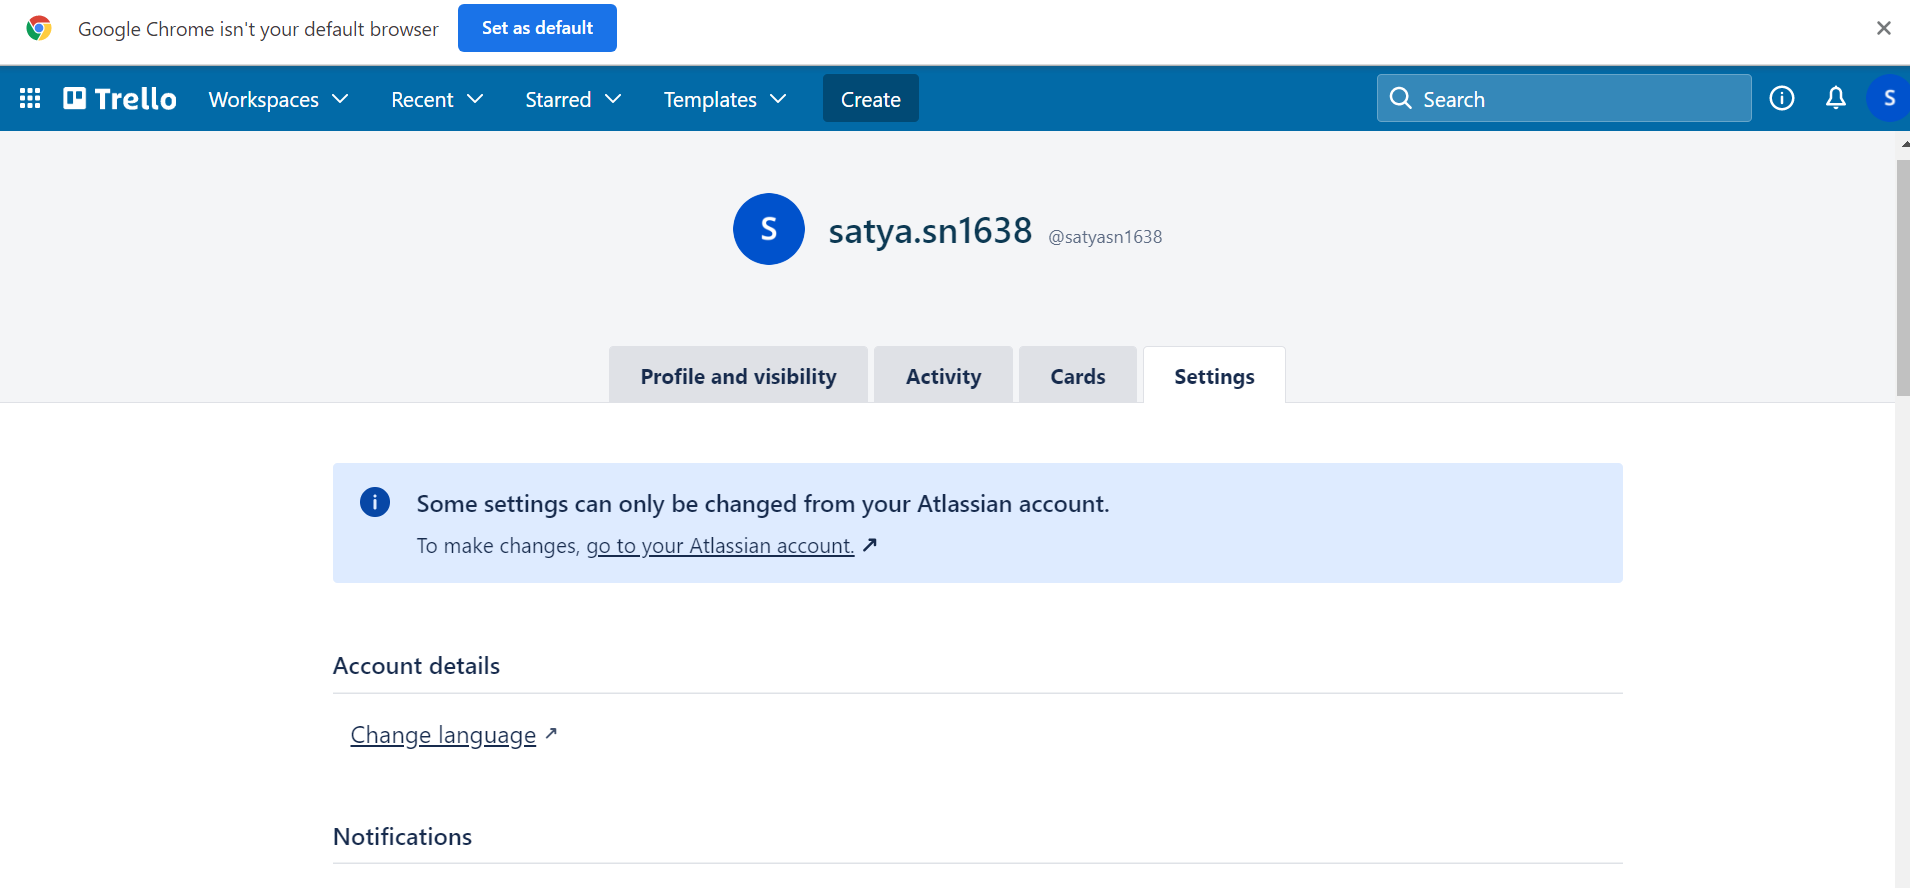 Google Chrome isn't your default browser Set as default
Trello Workspaces Recent Starred Templates Create Search S
S satya.sn1638 @satyasn1638
Profile and visibility Activity Cards Settings
Some settings can only be changed from your Atlassian account.
To make changes, go to your Atlassian account.
Account details
Change language
Notifications